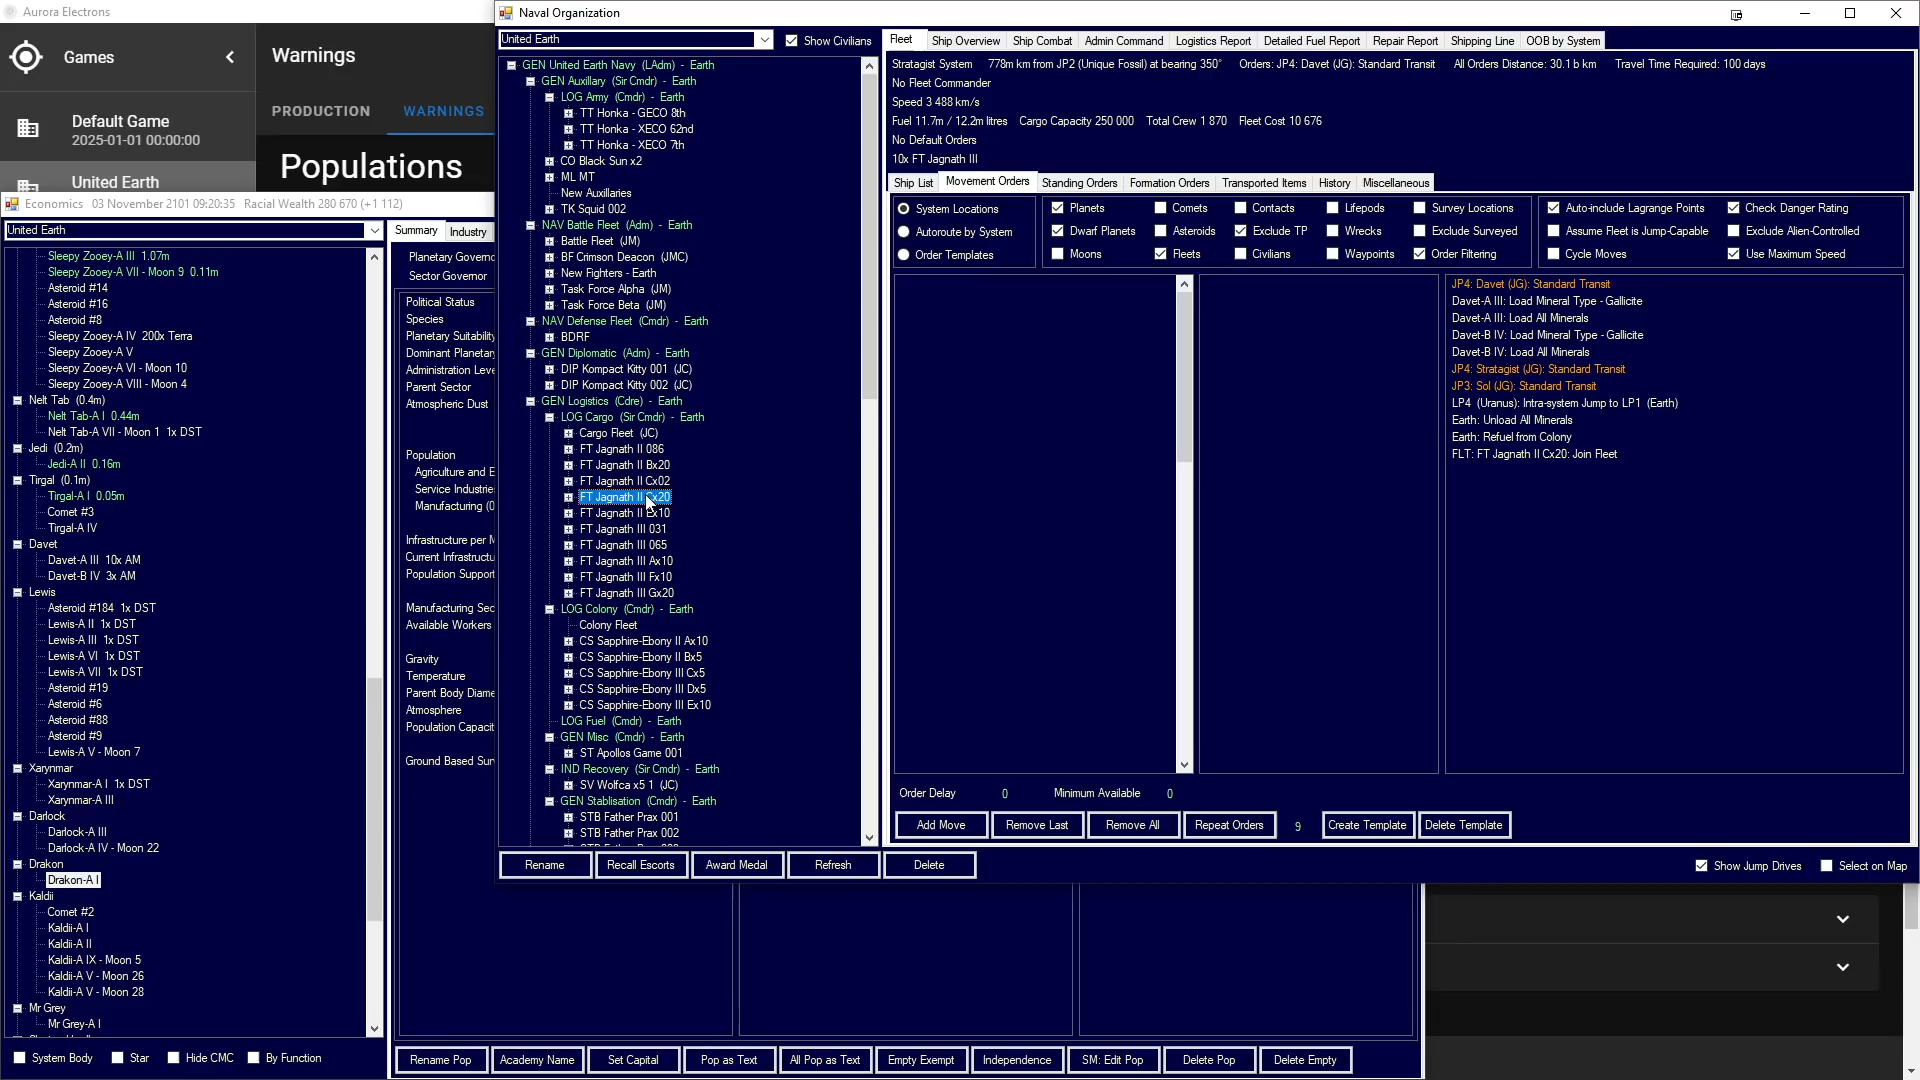 Aurora Electrons
Games
Default Game
2025-01-01 00:00:00
United Earth
Warnings
PRODUCTION
WARNINGS
Populations
Economics 03 November 2101 09:20:35 Racial Wealth 280 670 (+1 112)
United Earth
Sleepy Zooey-A III 1.07m
Sleepy Zooey-A VII - Moon 9 0.11m
Asteroid #14
Asteroid #16
Asteroid #8
Sleepy Zooey-A IV 200x Terra
Sleepy Zooey-A V
Sleepy Zooey-A VI - Moon 10
Sleepy Zooey-A VIII - Moon 4
Nelt Tab (0.4m)
Nelt Tab-A I 0.44m
Nelt Tab-A VII - Moon 1 1x DST
Jedi (0.2m)
Jedi-A II 0.16m
Tirgal (0.1m)
Tirgal-A I 0.05m
Comet #3
Tirgal-A IV
Davet
Davet-A III 10x AM
Davet-B IV 3x AM
Lewis
Asteroid #184 1x DST
Lewis-A II 1x DST
Lewis-A III 1x DST
Lewis-A VI 1x DST
Lewis-A VII 1x DST
Asteroid #19
Asteroid #6
Asteroid #88
Asteroid #9
Lewis-A V - Moon 7
Xarynmar
Xarynmar-A I 1x DST
Xarynmar-A III
Darlock
Darlock-A III
Darlock-A IV - Moon 22
Drakon
Drakon-A I
Kaldii
Comet #2
Kaldii-A I
Kaldii-A II
Kaldii-A IX - Moon 5
Kaldii-A V - Moon 26
Kaldii-A V - Moon 28
Mr Grey
Mr Grey-A I
System Body
Star
Hide CMC
By Function
Summary
Industry
Planetary Governo
Sector Governor
Political Status
Species
Planetary Suitabilit
Dominant Planetar
Administration Leve
Parent Sector
Atmospheric Dust
Population
Agriculture and E
Service Industrie
Manufacturing (0
Infrastructure per M
Current Infrastructu
Population Support
Manufacturing Sec
Available Workers
Gravity
Temperature
Parent Body Diame
Atmosphere
Population Capacit
Ground Based Sur
Rename Pop
Academy Name
Set Capital
Pop as Text
All Pop as Text
Empty Exempt
Independence
SM: Edit Pop
Delete Pop
Delete Empty
Naval Organization
United Earth
Show Civilians
GEN United Earth Navy (LAdm) - Earth
GEN Auxillary (Sir Cmdr) - Earth
LOG Army (Cmdr) - Earth
TT Honka - GECO 8th
TT Honka - XECO 62nd
TT Honka - XECO 7th
CO Black Sun x2
ML MT
New Auxillaries
TK Squid 002
NAV Battle Fleet (Adm) - Earth
Battle Fleet (JM)
BF Crimson Deacon (JMC)
New Fighters - Earth
Task Force Alpha (JM)
Task Force Beta (JM)
NAV Defense Fleet (Cmdr) - Earth
BDRF
GEN Diplomatic (Adm) - Earth
DIP Kompact Kitty 001 (JC)
DIP Kompact Kitty 002 (JC)
GEN Logistics (Cdre) - Earth
LOG Cargo (Sir Cmdr) - Earth
Cargo Fleet (JC)
FT Jagnath II 086
FT Jagnath II Bx20
FT Jagnath II Cx02
FT Jagnath II Cx20
FT Jagnath II Ex10
FT Jagnath III 031
FT Jagnath III 065
FT Jagnath III Ax10
FT Jagnath III Fx10
FT Jagnath III Gx20
LOG Colony (Cmdr) - Earth
Colony Fleet
CS Sapphire-Ebony II Ax10
CS Sapphire-Ebony II Bx5
CS Sapphire-Ebony III Cx5
CS Sapphire-Ebony III Dx5
CS Sapphire-Ebony III Ex10
LOG Fuel (Cmdr) - Earth
GEN Misc (Cmdr) - Earth
ST Apollos Game 001
IND Recovery (Sir Cmdr) - Earth
SV Wolfca x5 1 (JC)
GEN Stablisation (Cmdr) - Earth
STB Father Prax 001
STB Father Prax 002
Rename
Recall Escorts
Award Medal
Refresh
Delete
Fleet
Ship Overview
Ship Combat
Admin Command
Logistics Report
Detailed Fuel Report
Repair Report
Shipping Line
OOB by System
Stratagist System 778m km from JP2 (Unique Fossil) at bearing 350° Orders: JP4: Davet (JG): Standard Transit All Orders Distance: 30.1 b km Travel Time Required: 100 days
No Fleet Commander
Speed 3 488 km/s
Fuel 11.7m / 12.2m litres Cargo Capacity 250 000 Total Crew 1 870 Fleet Cost 10 676
No Default Orders
10x FT Jagnath III
Ship List
Movement Orders
Standing Orders
Formation Orders
Transported Items
History
Miscellaneous
System Locations
Autoroute by System
Order Templates
Planets
Comets
Contacts
Lifepods
Survey Locations
Dwarf Planets
Asteroids
Exclude TP
Wrecks
Exclude Surveyed
Moons
Fleets
Civilians
Waypoints
Order Filtering
Auto-include Lagrange Points
Check Danger Rating
Assume Fleet is Jump-Capable
Exclude Alien-Controlled
Cycle Moves
Use Maximum Speed
JP4: Davet (JG): Standard Transit
Davet-A III: Load Mineral Type - Gallicite
Davet-A III: Load All Minerals
Davet-B IV: Load Mineral Type - Gallicite
Davet-B IV: Load All Minerals
JP4: Stratagist (JG): Standard Transit
JP3: Sol (JG): Standard Transit
LP4 (Uranus): Intra-system Jump to LP1 (Earth)
Earth: Unload All Minerals
Earth: Refuel from Colony
FLT: FT Jagnath II Cx20: Join Fleet
Order Delay 0 Minimum Available 0
Add Move
Remove Last
Remove All
Repeat Orders
9
Create Template
Delete Template
Show Jump Drives
Select on Map